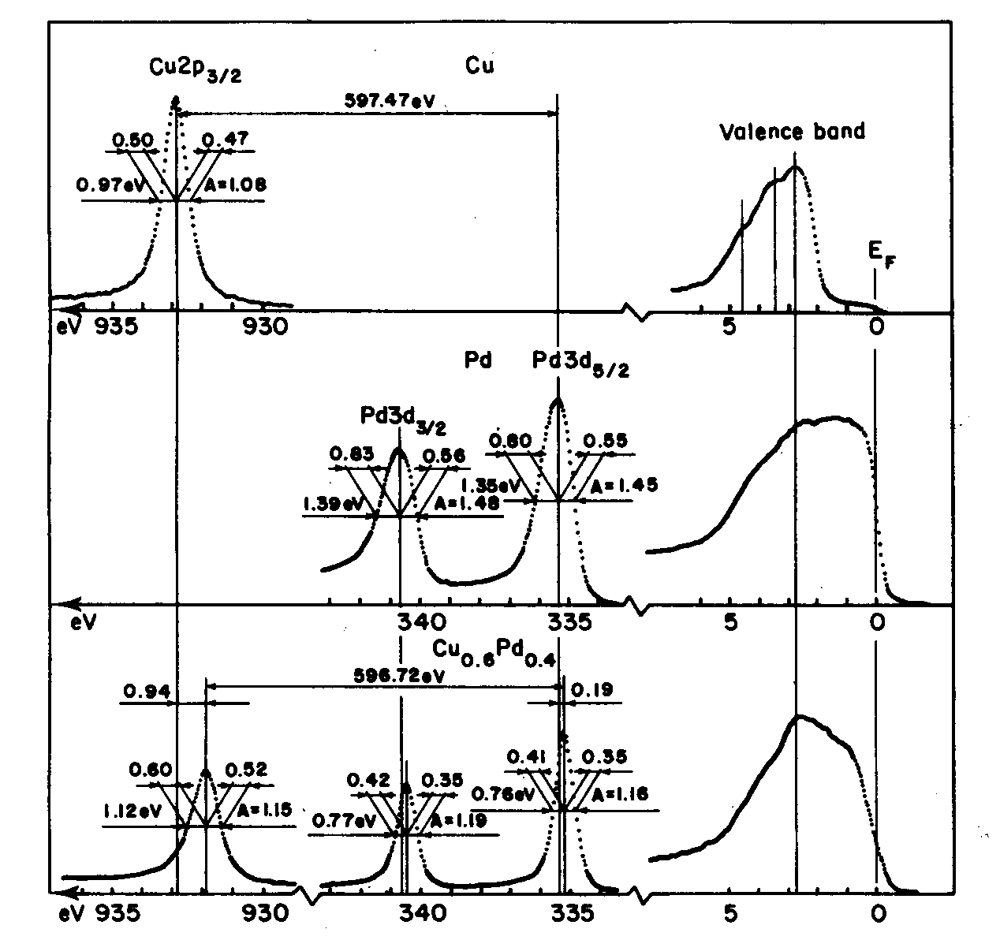 Cu2p3/2 Cu
597.47eV
Valence band
0.50 0.47
0.97eV A=1.08
EF
eV 935 930 5 0
Pd Pd3d5/2
Pd3d3/2
0.80 0.55
0.83 0.56
1.35eV A=1.45
1.39eV A=1.48
eV 340 335 5 0
Cu0.6Pd0.4
596.72eV
0.94 0.19
0.60 0.52 0.41 0.35
0.42 0.35
0.76eV A=1.16
1.12eV A=1.15
0.77eV A=1.19
eV 935 930 340 335 5 0